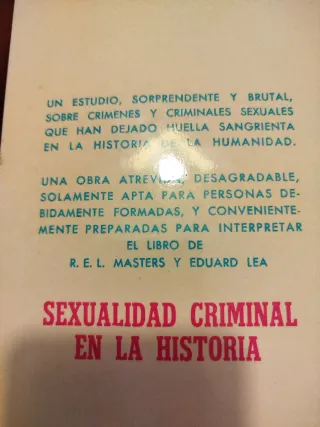 UN ESTUDIO, SORPRENDENTE Y BRUTAL,
SOBRE CRIMENES Y CRIMINALES SEXUALES
QUE HAN DEJADO HUELLA SANGRIENTA
EN LA HISTORIA DE LA HUMANIDAD.
UNA OBRA ATREVIDA, DESAGRADABLE,
SOLAMENTE APTA PARA PERSONAS DE-
BIDAMENTE FORMADAS, Y CONVENIENTE-
MENTE PREPARADAS PARA INTERPRETAR
EL LIBRO DE
R.E.L. MASTERS Y EDUARD LEA
SEXUALIDAD CRIMINAL
EN LA HISTORIA